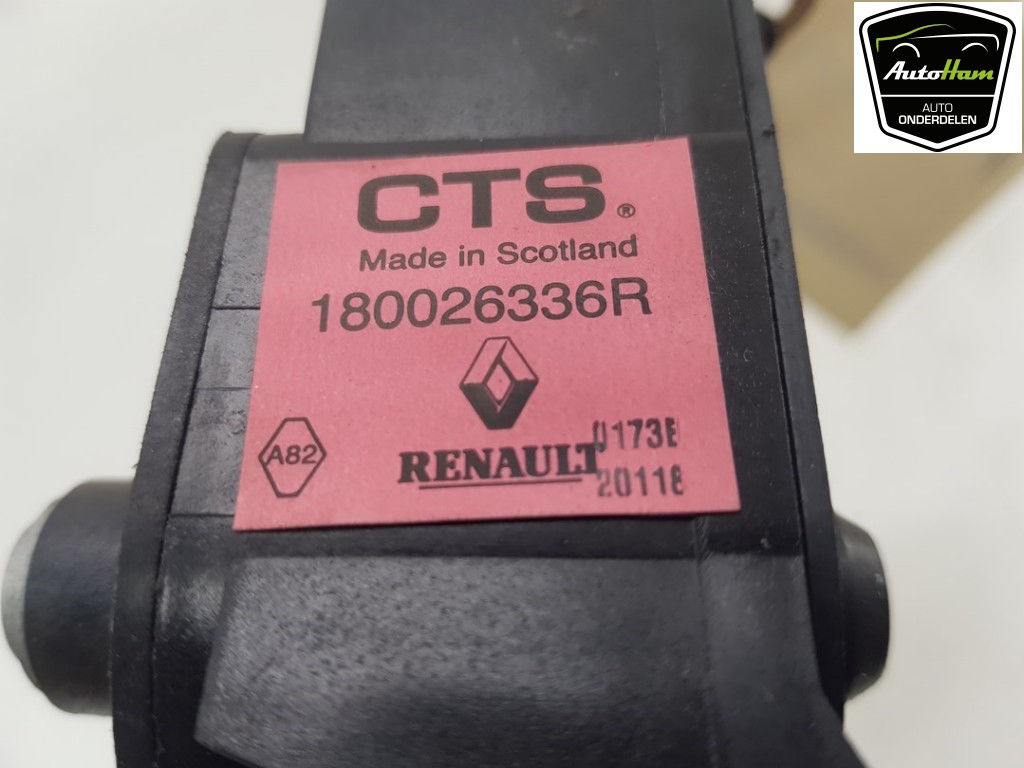 AutoHam
AUTO
ONDERDELEN
CTS®
Made in Scotland
180026336R
A82
RENAULT
20118